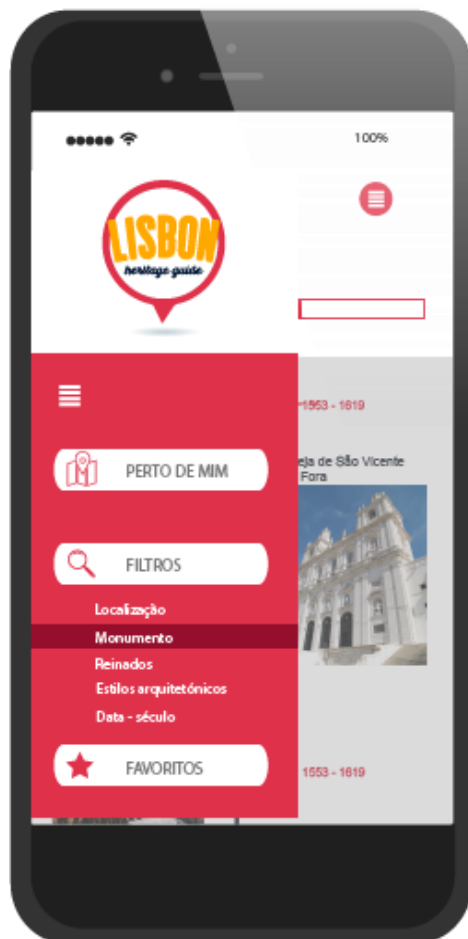 100%
LISBON
heritage guide
1553 - 1619
PERTO DE MIM
eja de São Vicente
Fora
FILTROS
Localização
Monumento
Reinados
Estilos arquitetónicos
Data - século
FAVORITOS
1553 - 1619